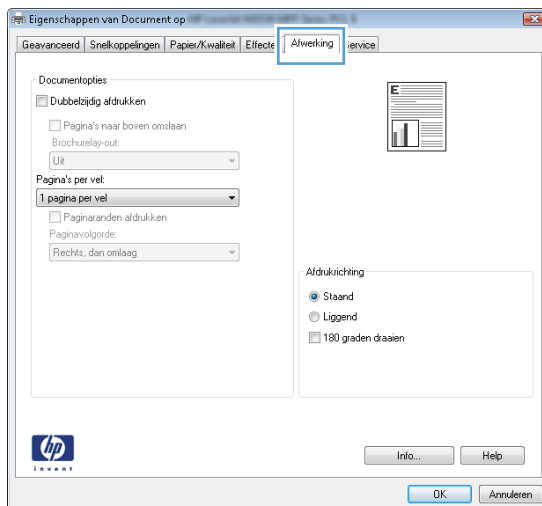 Eigenschappen van Document op
Geavanceerd Snelkoppelingen Papier/Kwaliteit Effecte Afwerking ervice
Documentopties
Dubbelzijdig afdrukken
Pagina's naar boven omslaan
Brochurelay-out:
Uit
Pagina's per vel:
1 pagina per vel
Paginaranden afdrukken
Paginavolgorde:
Rechts, dan omlaag
E
Afdrukrichting
Staand
Liggend
180 graden draaien
hp
invent
Info... Help
OK Annuleren